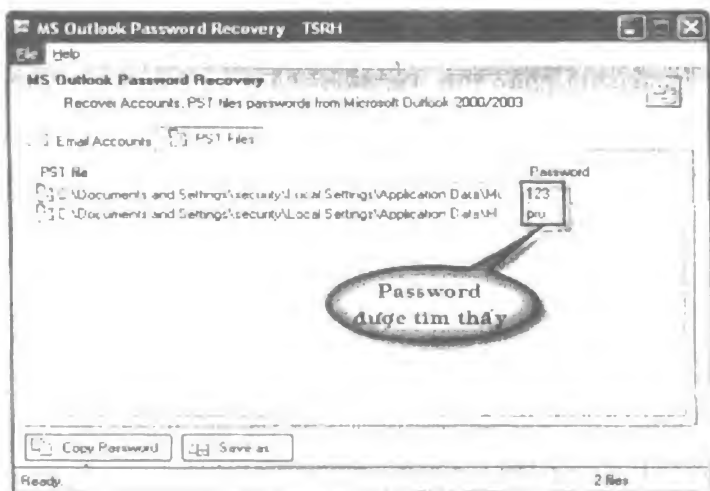 MS Outlook Password Recovery TSRH
File Help
MS Outlook Password Recovery
Recover Accounts, PST files passwords from Microsoft Outlook 2000/2003
Email Accounts PST Files
PST file Password
C:\Documents and Settings\security\Local Settings\Application Data\Mi 123
C:\Documents and Settings\security\Local Settings\Application Data\M
Password
được tìm thấy
Copy Password Save as
Ready. 2 files